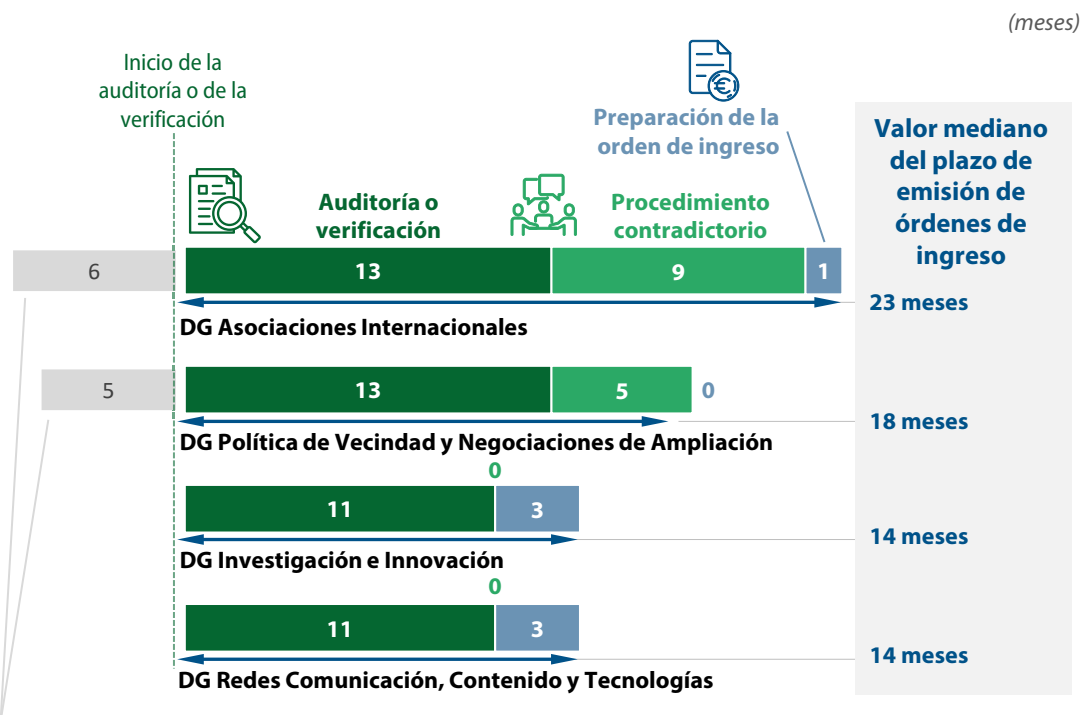 (meses)
Inicio de la
auditoría o de la
verificación
Preparación de la
orden de ingreso
Valor mediano
del plazo de
emisión de
órdenes de
ingreso
Auditoría o
verificación
Procedimiento
contradictorio
6 13 9 1
23 meses
DG Asociaciones Internacionales
5 13 5 0
18 meses
DG Política de Vecindad y Negociaciones de Ampliación
0
11 3
14 meses
DG Investigación e Innovación
0
11 3
14 meses
DG Redes Comunicación, Contenido y Tecnologías